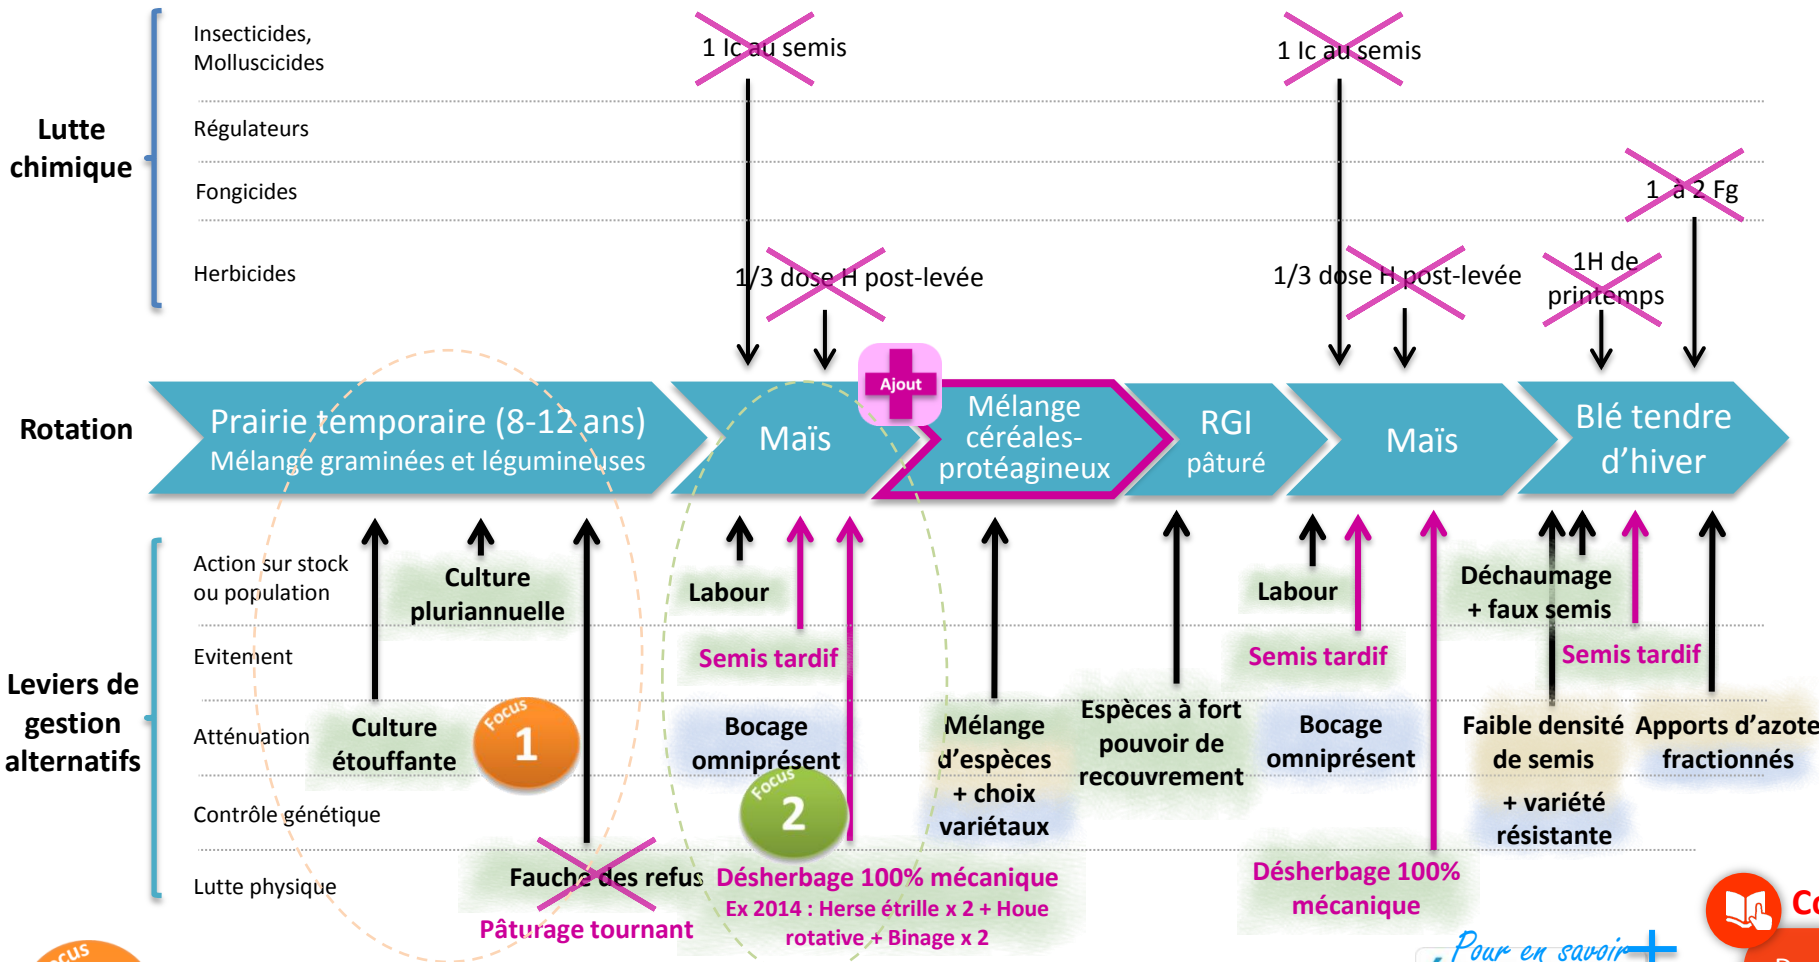 Insecticides,
Molluscicides
1 Ic au semis
1 Ic au semis
Lutte
chimique
Régulateurs
Fongicides
1 à 2 Fg
Herbicides
1/3 dose H post-levée
1/3 dose H post-levée
1H de
printemps
Rotation
Prairie temporaire (8-12 ans)
Mélange graminées et légumineuses
Maïs
Ajout
Mélange
céréales-
protéagineux
RGI
pâturé
Maïs
Blé tendre
d'hiver
Leviers de
gestion
alternatifs
Action sur stock
ou population
Culture
pluriannuelle
Labour
Labour
Déchaumage
+ faux semis
Evitement
Semis tardif
Semis tardif
Semis tardif
Atténuation
Culture
étouffante
Focus
1
Bocage
omniprésent
Mélange
d'espèces
+ choix
variétaux
Espèces à fort
pouvoir de
recouvrement
Bocage
omniprésent
Faible densité
de semis
+ variété
résistante
Apports d'azote
fractionnés
Contrôle génétique
Focus
2
Lutte physique
Fauche des refus
Pâturage tournant
Désherbage 100% mécanique
Ex 2014 : Herse étrille x 2 + Houe
rotative + Binage x 2
Désherbage 100%
mécanique
Focus
Pour en savoir +